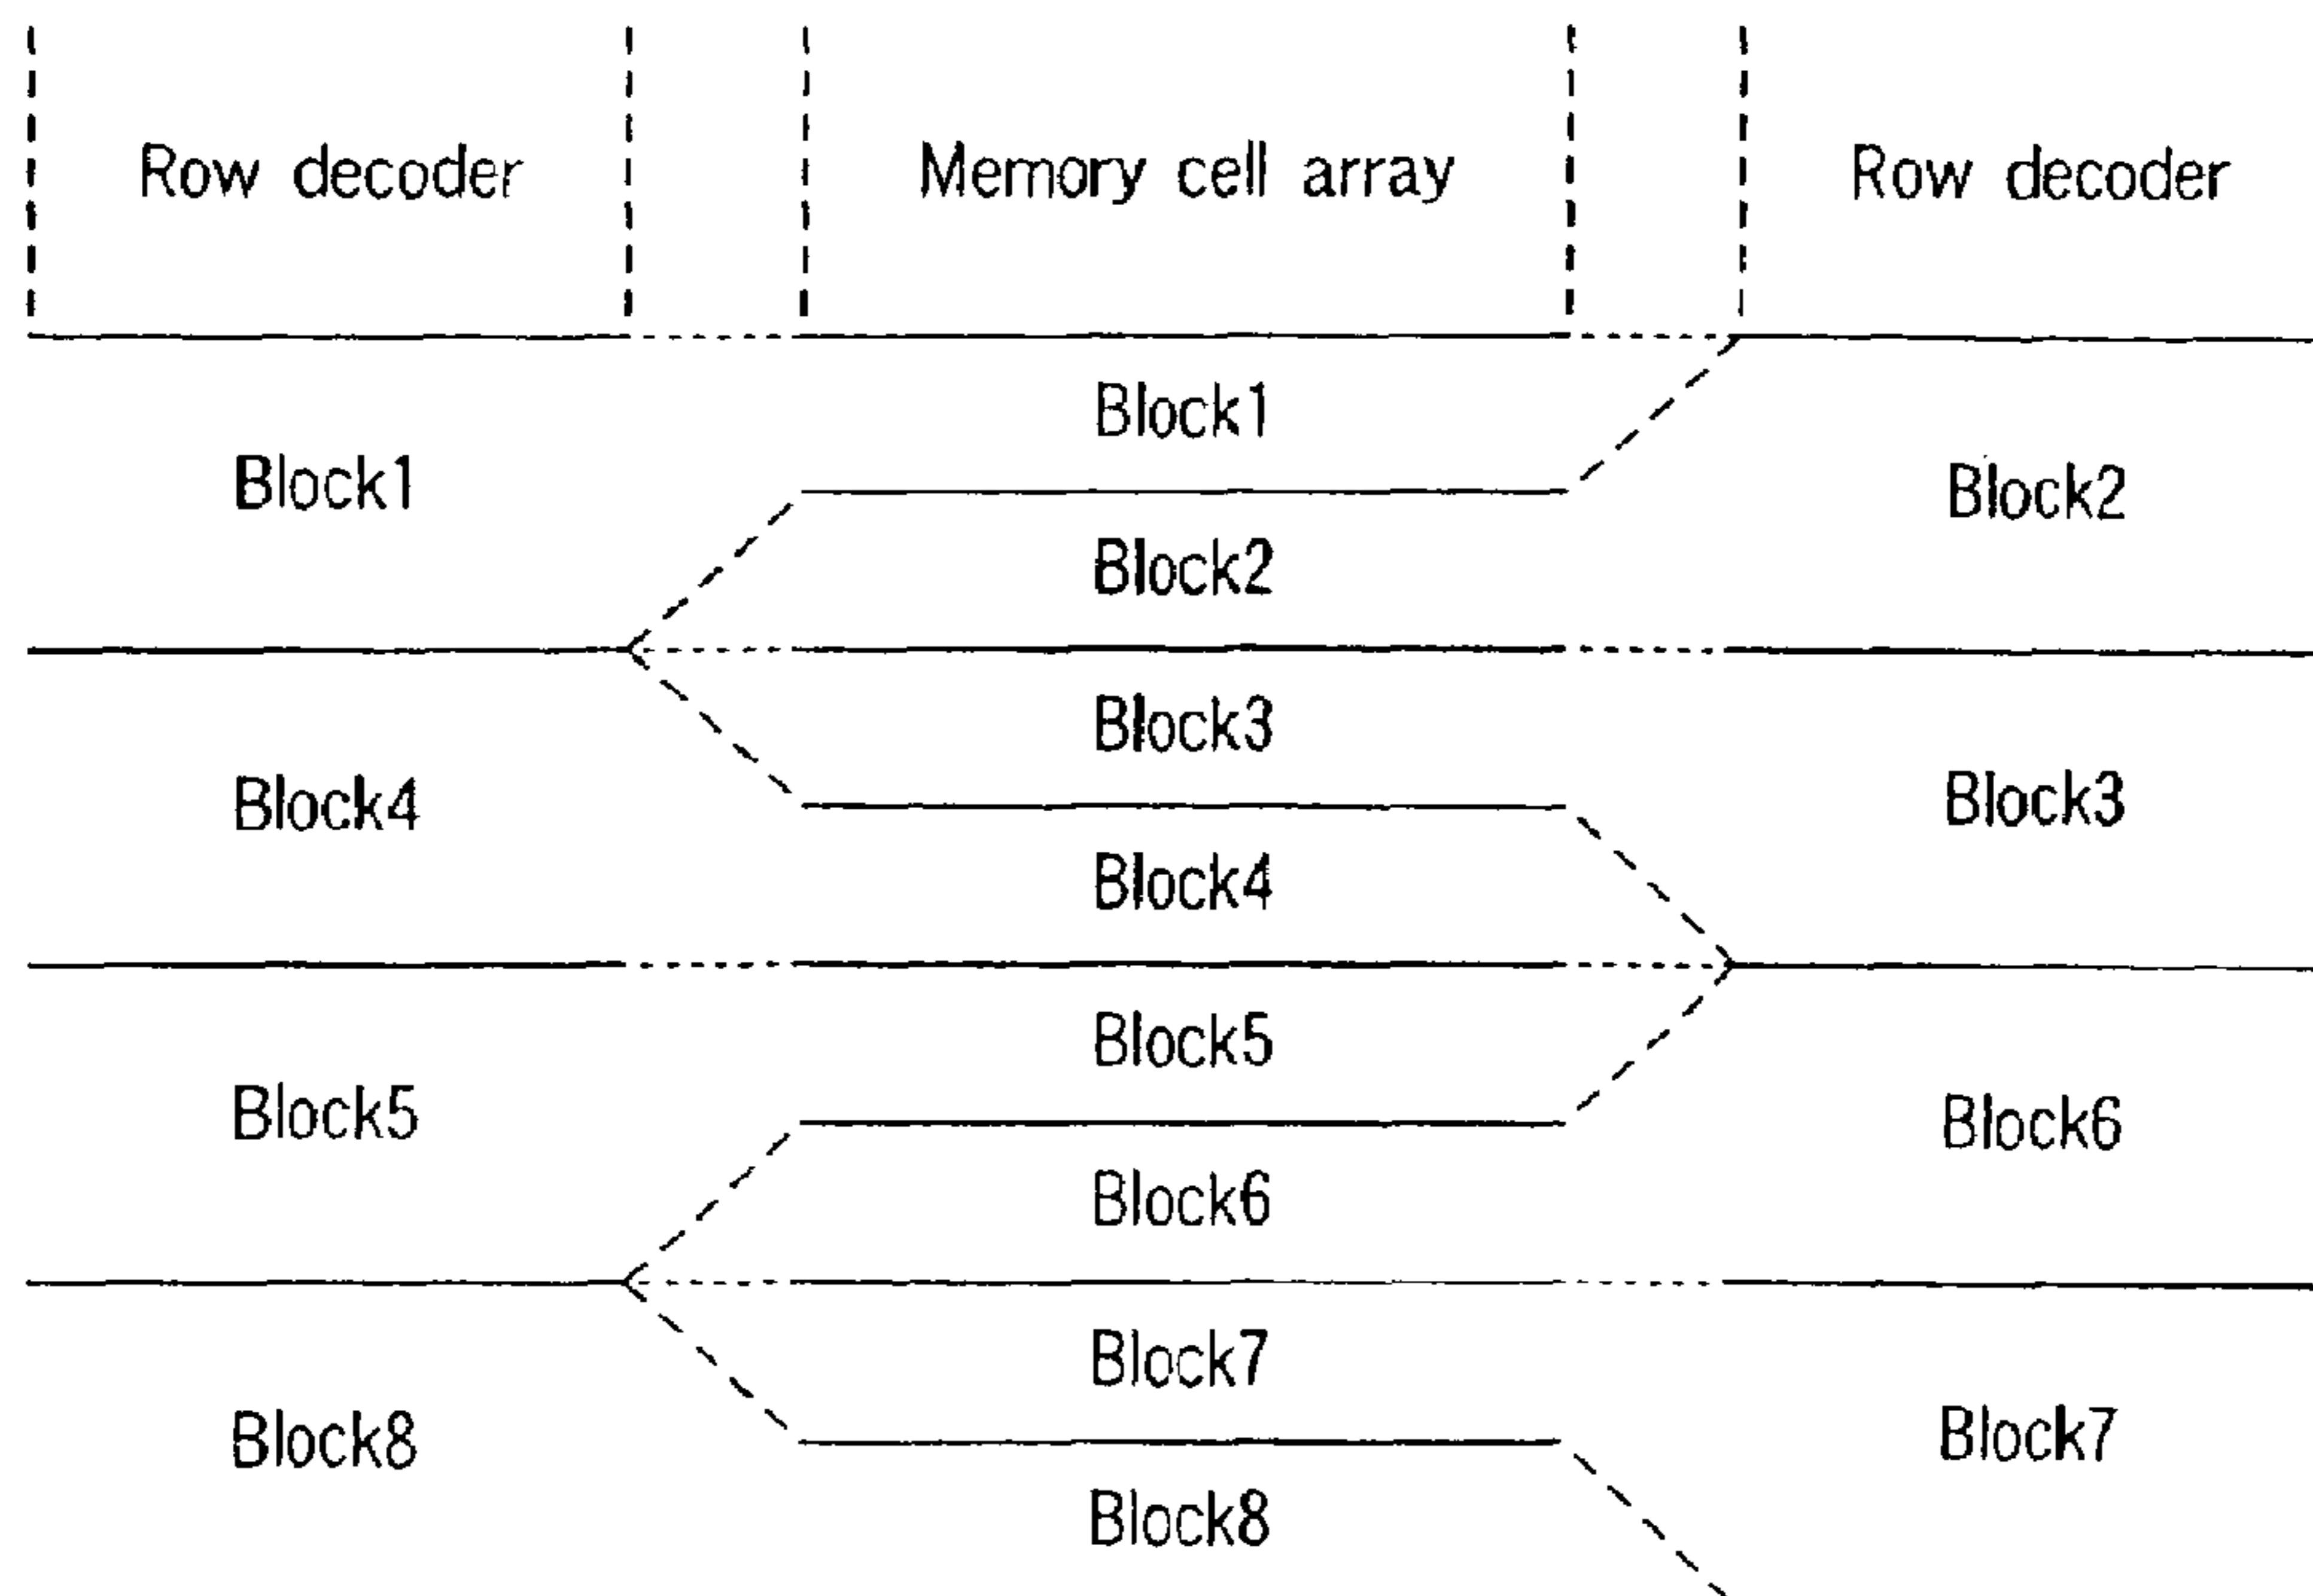 Row decoder Memory cell array Row decoder
Block1
Block1 Block2
Block2
Block3
Block4 Block3
Block4
Block5
Block5 Block6
Block6
Block7
Block8 Block7
Block8